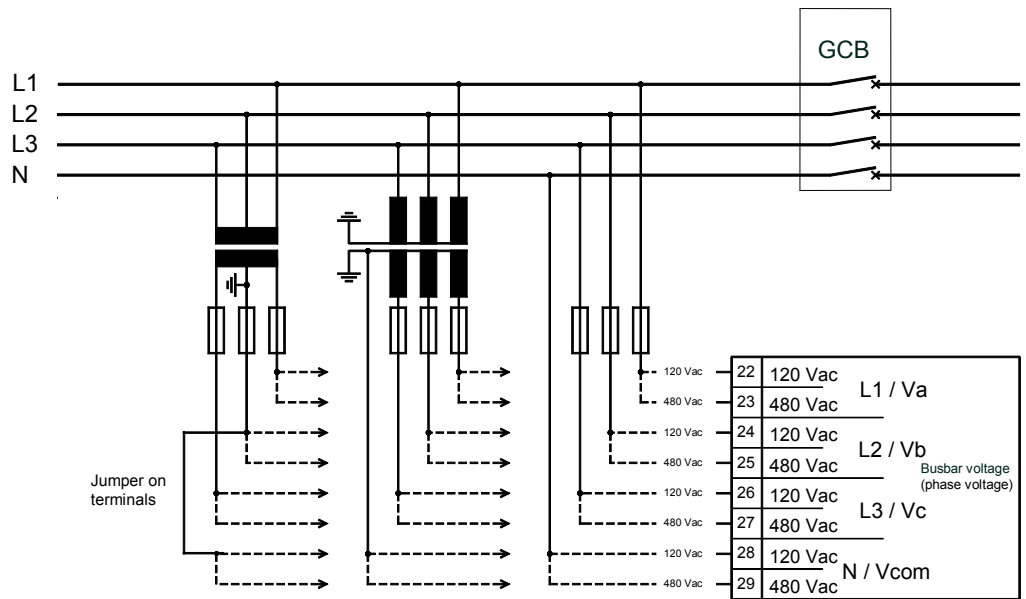 GCB
L1
L2
L3
N
120 Vac 22 120 Vac
L1 / Va
480 Vac 23 480 Vac
120 Vac 24 120 Vac
L2 / Vb
480 Vac 25 480 Vac
Busbar voltage
(phase voltage)
Jumper on
terminals
120 Vac 26 120 Vac
L3 / Vc
480 Vac 27 480 Vac
120 Vac 28 120 Vac
N / Vcom
480 Vac 29 480 Vac